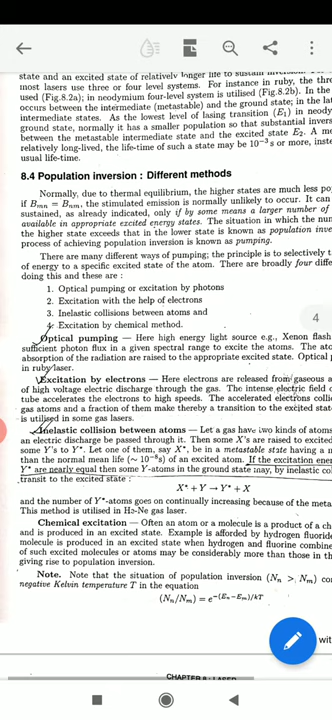 state and an excited state of relatively longer life to sustain
most lasers use three or four level systems. For instance in ruby, the thre
used (Fig.8.2a); in neodymium four-level system is utilised (Fig.8.2b). In the
occurs between the intermediate (metastable) and the ground state; in the lat
intermediate states. As the lowest level of lasing transition (E₁) in neody
ground state, normally it has a smaller population so that substantial inver
between the metastable intermediate state and the excited state E₂. A me
relatively long-lived, the life-time of such a state may be 10⁻³ s or more, inste
usual life-time.
8.4 Population inversion : Different methods
Normally, due to thermal equilibrium, the higher states are much less po
if Bₘₙ = Bₙₘ, the stimulated emission is normally unlikely to occur. It can
sustained, as already indicated, only if by some means a larger number of
available in appropriate excited energy states. The situation in which the num
the higher state exceeds that in the lower state is known as population inve
process of achieving population inversion is known as pumping.
There are many different ways of pumping; the principle is to selectively t
of energy to a specific excited state of the atom. There are broadly four diffe
doing this and these are :
1. Optical pumping or excitation by photons
2. Excitation with the help of electrons
3. Inelastic collisions between atoms and
4. Excitation by chemical method.
4
Optical pumping — Here high energy light source e.g., Xenon flash
sufficient photon flux in a given spectral range to excite the atoms. The ato
absorption of the radiation are raised to the appropriate excited state. Optical
in ruby laser.
Excitation by electrons — Here electrons are released from gaseous a
of high voltage electric discharge through the gas. The intense electric field
tube accelerates the electrons to high speeds. The accelerated electrons collid
gas atoms and a fraction of them make thereby a transition to the excited state
is utilised in some gas lasers.
Inelastic collision between atoms — Let a gas have two kinds of atoms
an electric discharge be passed through it. Then some X's are raised to excited
some Y's to Y*. Let one of them, say X*, be in a metastable state having a m
than the normal mean life (~ 10⁻⁸s) of an excited atom. If the excitation ener
Y* are nearly equal then some Y-atoms in the ground state may, by inelastic col
transit to the excited state :
X* + Y → Y* + X
and the number of Y*-atoms goes on continually increasing because of the meta
This method is utilised in He-Ne gas laser.
Chemical excitation — Often an atom or a molecule is a product of a ch
and is produced in an excited state. Example is afforded by hydrogen fluorid
molecule is produced in an excited state when hydrogen and fluorine combine
of such excited molecules or atoms may be considerably more than those in th
giving rise to population inversion.
Note. Note that the situation of population inversion (Nₙ > Nₘ) co
negative Kelvin temperature T in the equation
(Nₙ/Nₘ) = e^−(Eₙ−Eₘ)/kT
wit
CHAPTER 8 : LASER